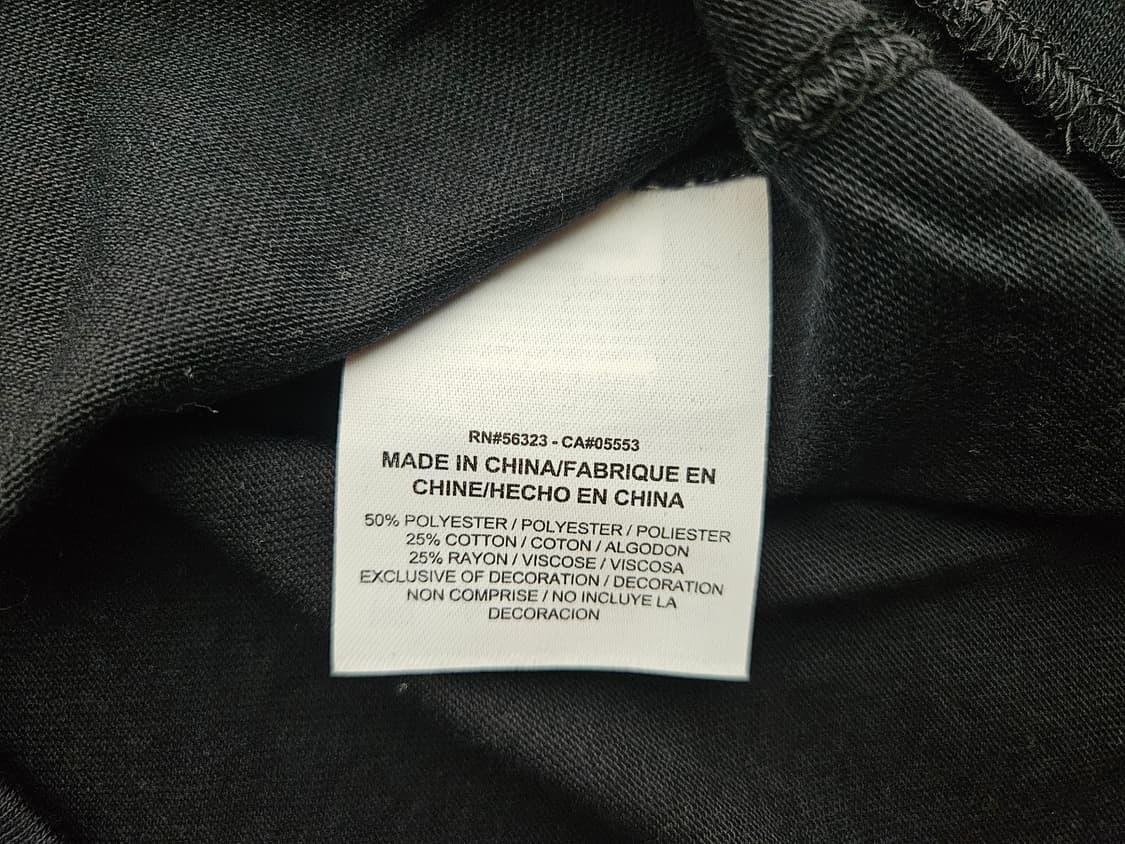 RN#56323 - CA#05553
MADE IN CHINA/FABRIQUE EN
CHINE/HECHO EN CHINA
50% POLYESTER / POLYESTER / POLIESTER
25% COTTON / COTON / ALGODON
25% RAYON / VISCOSE / VISCOSA
EXCLUSIVE OF DECORATION / DECORATION
NON COMPRISE / NO INCLUYE LA
DECORACION